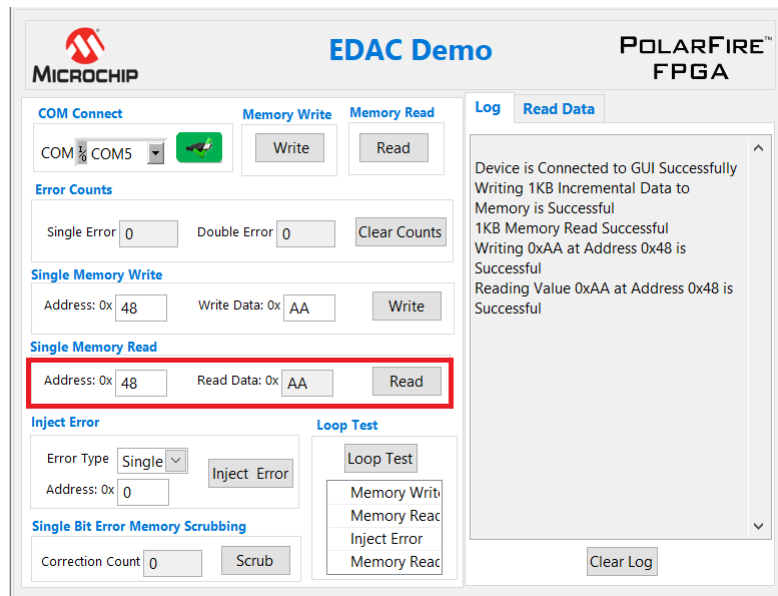 MICROCHIP
EDAC Demo
POLARFIRE™
FPGA
COM Connect
COM COM5
Memory Write
Write
Memory Read
Read
Error Counts
Single Error 0
Double Error 0
Clear Counts
Single Memory Write
Address: 0x 48
Write Data: 0x AA
Write
Single Memory Read
Address: 0x 48
Read Data: 0x AA
Read
Inject Error
Error Type Single
Address: 0x 0
Inject Error
Loop Test
Loop Test
Memory Write
Memory Read
Inject Error
Memory Read
Single Bit Error Memory Scrubbing
Correction Count 0
Scrub
Log
Read Data
Device is Connected to GUI Successfully
Writing 1KB Incremental Data to
Memory is Successful
1KB Memory Read Successful
Writing 0xAA at Address 0x48 is
Successful
Reading Value 0xAA at Address 0x48 is
Successful
Clear Log